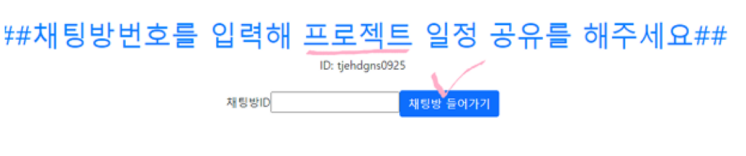 ##채팅방번호를 입력해 프로젝트 일정 공유를 해주세요##
ID: tjehdgns0925
채팅방ID 채팅방 들어가기